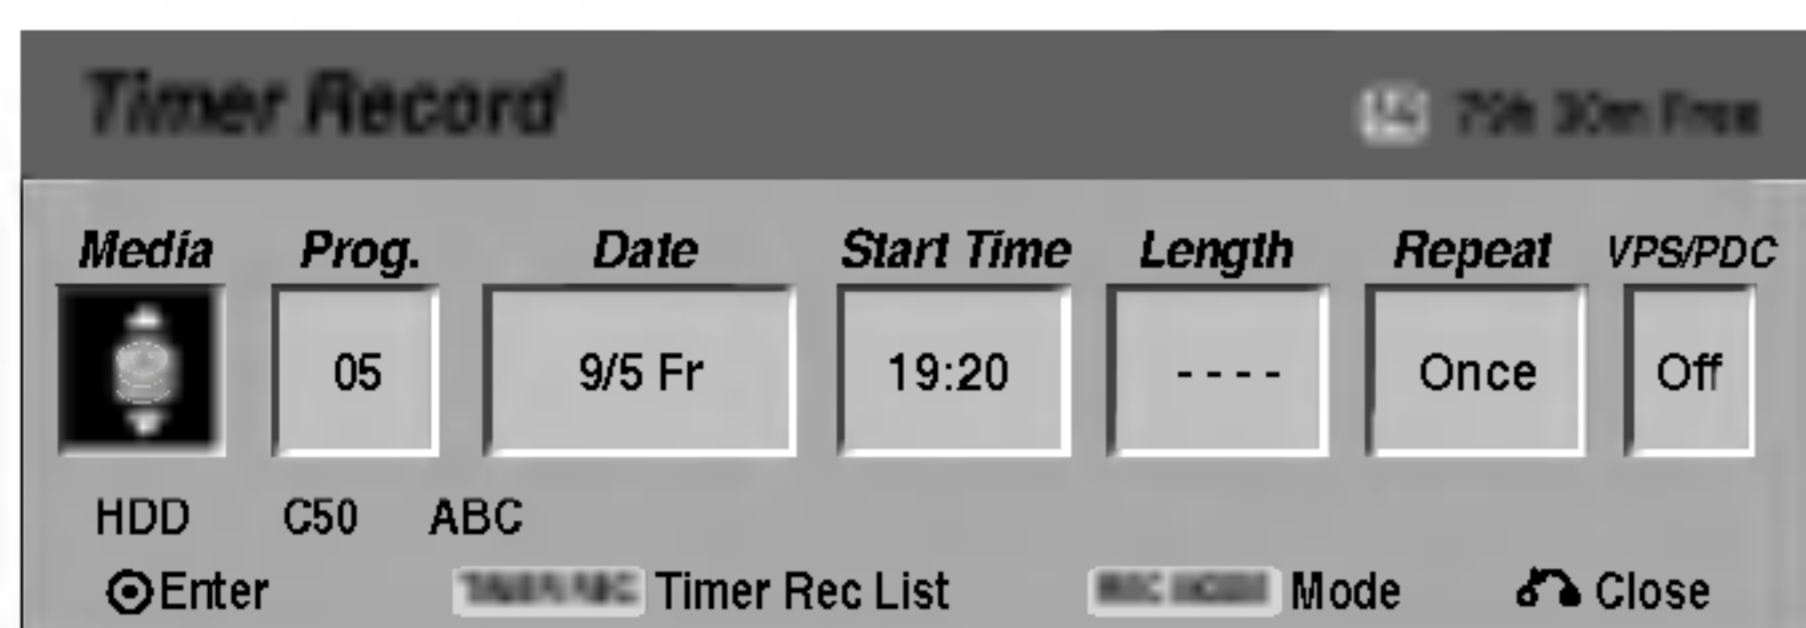 Timer Record
Media Prog. Date Start Time Length Repeat VPS/PDC
05 9/5 Fr 19:20 ---- Once Off
HDD C50 ABC
Enter Timer Rec List Mode Close